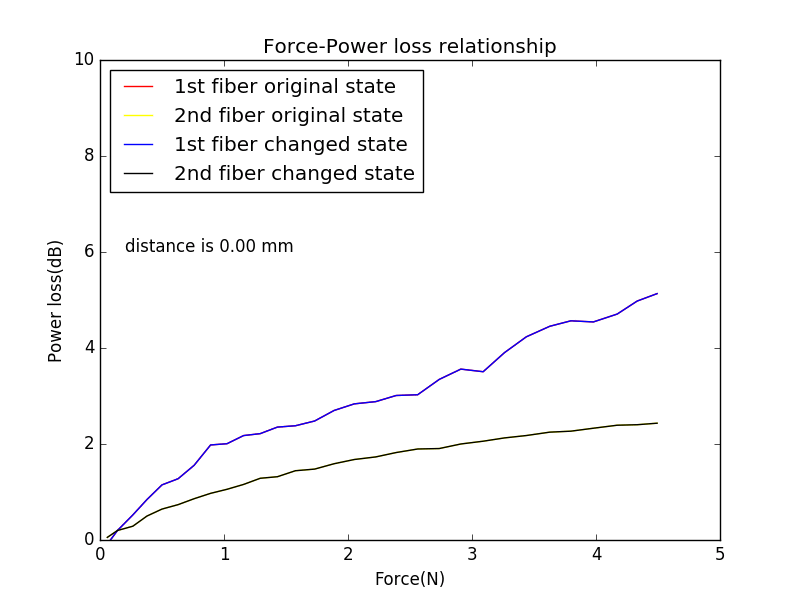 Force-Power loss relationship
10
1st fiber original state
2nd fiber original state
1st fiber changed state
2nd fiber changed state
8
distance is 0.00 mm
6
Power loss(dB)
4
2
0
0 1 2 3 4 5
Force(N)